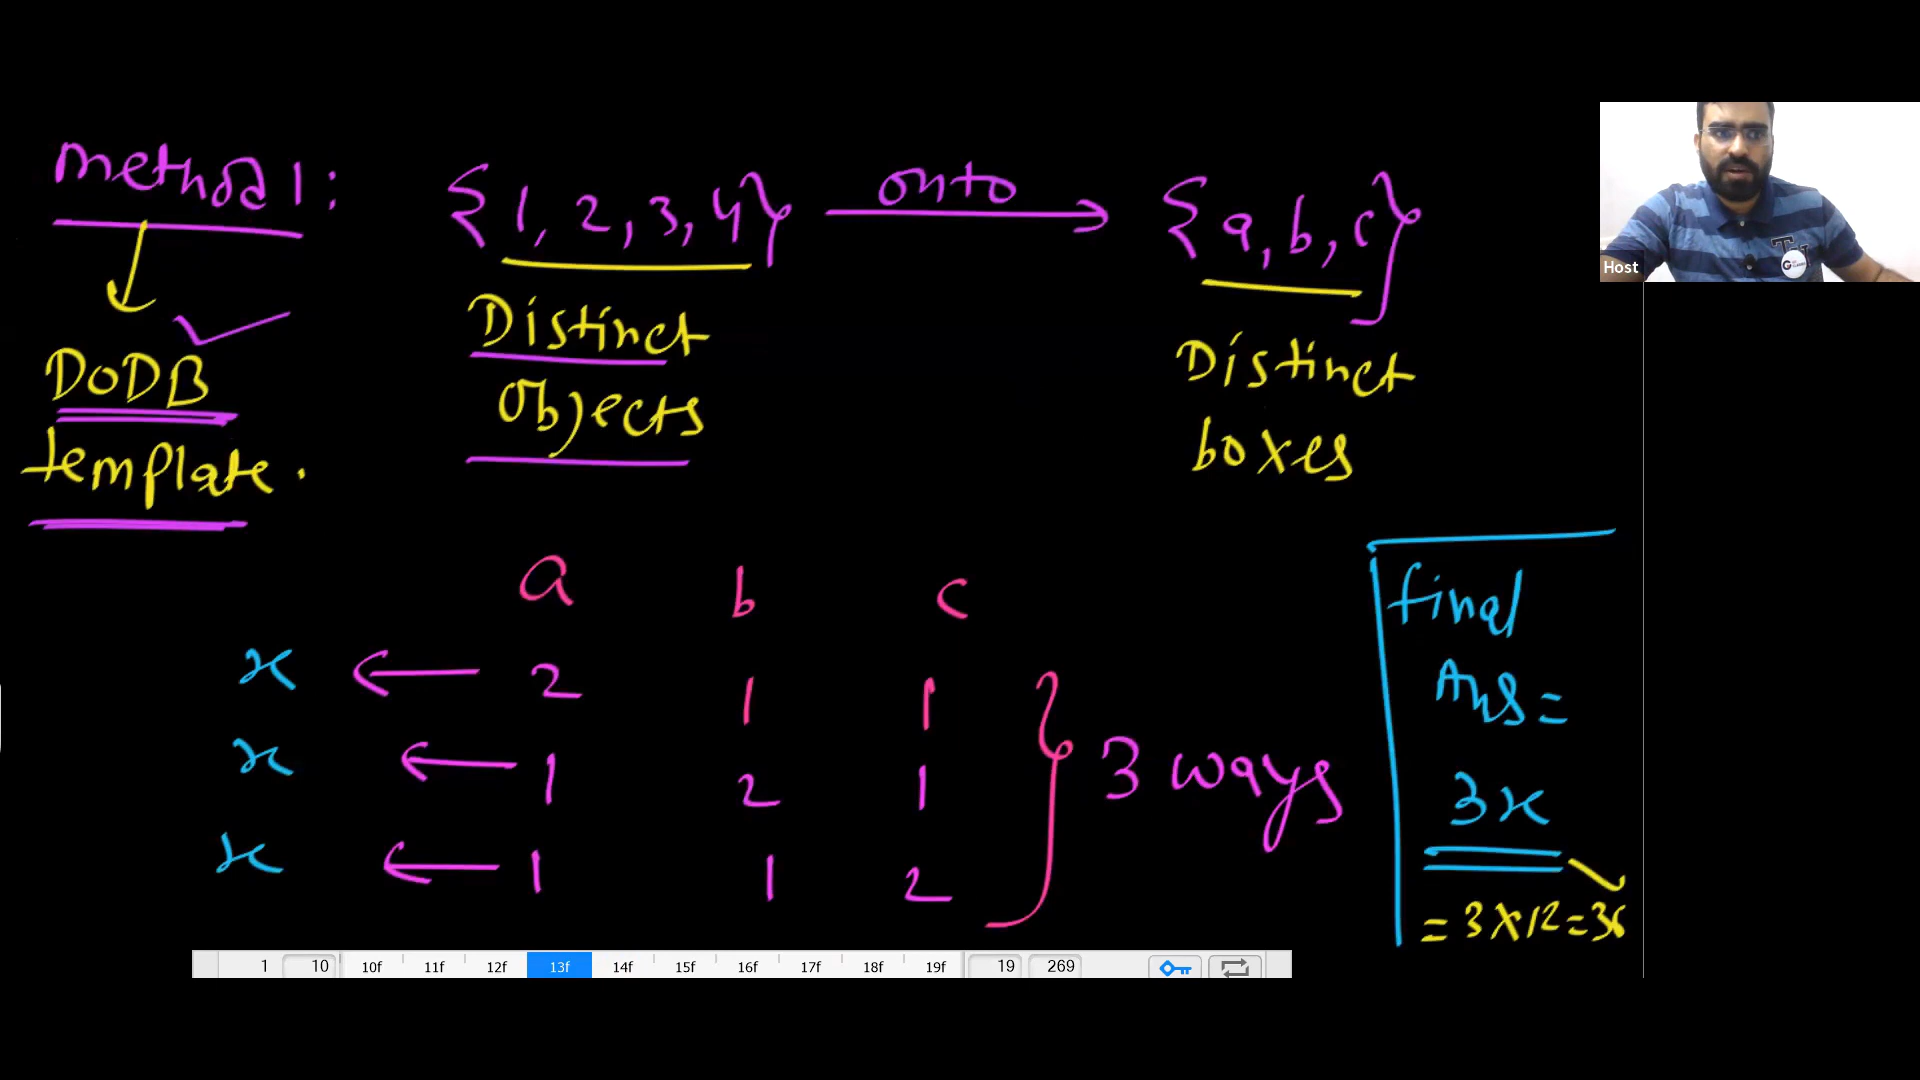 method 1:
{1, 2, 3, 4} onto {a, b, c}
Host
DODB
template.
Distinct
Objects
Distinct
boxes
a b c
x ← 2 1 1
x ← 1 2 1
x ← 1 1 2
3 ways
final
Ans =
3x
= 3 x 12 = 36
1 10 10f 11f 12f 13f 14f 15f 16f 17f 18f 19f 19 269